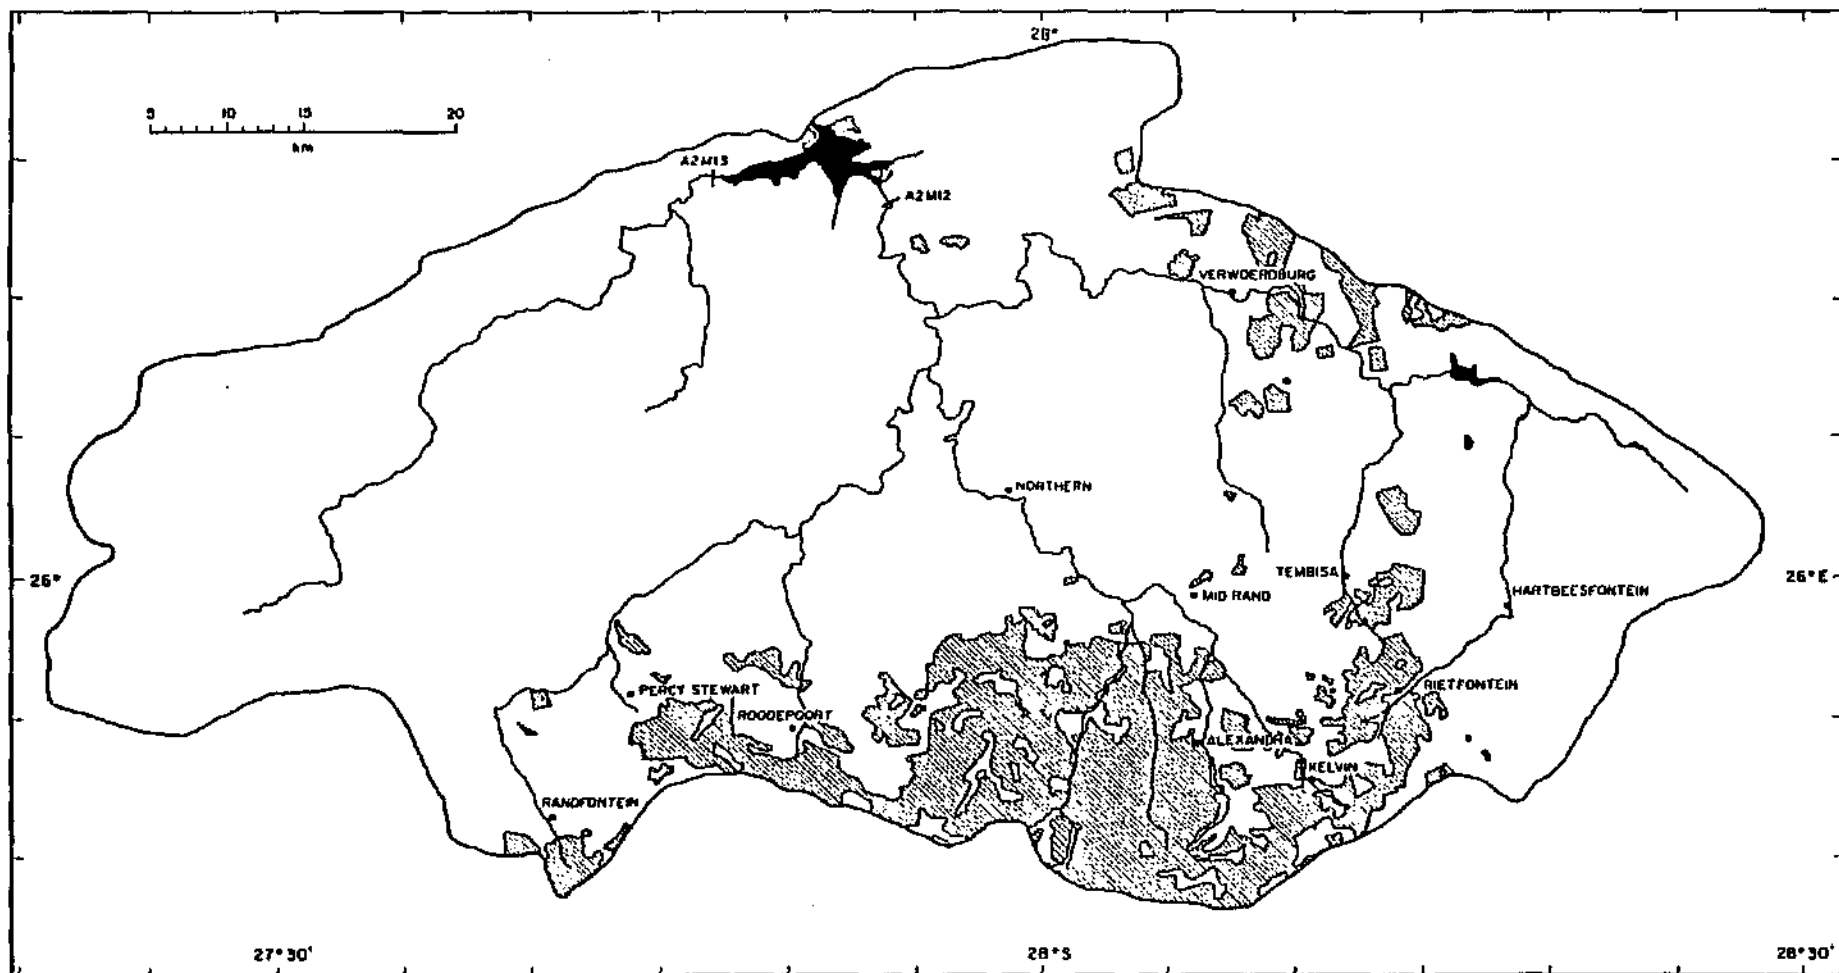 28°
5 10 15 20
km
A2M13
A2M12
VERWOERDBURG
NORTHERN
26°
TEMBISA
26°E
MID RAND
HARTBEESFONTEIN
PERCY STEWART
RIETFONTEIN
ROODEPOORT
ALEXANDRA
KELVIN
RANDFONTEIN
27°30'
28°S
28°30'